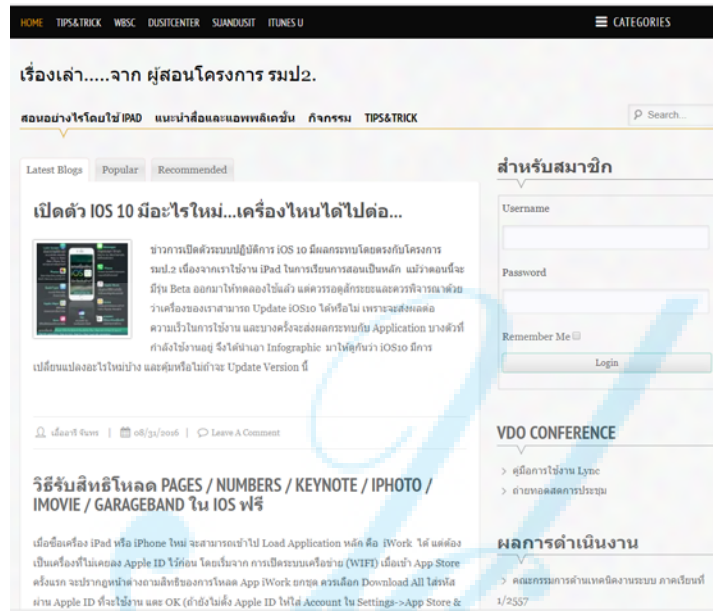 HOME TIPS&TRICK WBSC DUSITCENTER SUANDUSIT ITUNES U
CATEGORIES
เรื่องเล่า.....จาก ผู้สอนโครงการ รมป2.
สอนอย่างไรโดยใช้ IPAD แนะนำสื่อและแอพพลิเคชั่น กิจกรรม TIPS&TRICK
Search...
Latest Blogs Popular Recommended
เปิดตัว IOS 10 มีอะไรใหม่...เครื่องไหนได้ไปต่อ...
ข่าวการเปิดตัวระบบปฏิบัติการ iOS 10 มีผลกระทบโดยตรงกับโครงการ
รมป.2 เนื่องจากเราใช้งาน iPad ในการเรียนการสอนเป็นหลัก แม้ว่าตอนนี้จะ
มีรุ่น Beta ออกมาให้ทดลองใช้แล้ว แต่ควรรอดูสักระยะและควรพิจารณาด้วย
ว่าเครื่องของเราสามารถ Update iOS10 ได้หรือไม่ เพราะจะส่งผลต่อ
ความเร็วในการใช้งาน และบางครั้งจะส่งผลกระทบกับ Application บางตัวที่
กำลังใช้งานอยู่ จึงได้นำเอา Infographic มาให้ดูกันว่า iOS10 มีการ
เปลี่ยนแปลงอะไรใหม่บ้าง และคุ้มหรือไม่ถ้าจะ Update Version นี้
เอื้ออารี จันทร | 08/31/2016 | Leave A Comment
วิธีรับสิทธิโหลด PAGES / NUMBERS / KEYNOTE / IPHOTO /
IMOVIE / GARAGEBAND ใน IOS ฟรี
เมื่อซื้อเครื่อง iPad หรือ iPhone ใหม่ จะสามารถเข้าไป Load Application หลัก คือ iWork ได้ แต่ต้อง
เป็นเครื่องที่ไม่เคยลง Apple ID ไว้ก่อน โดยเริ่มจาก การเปิดระบบเครือข่าย (WIFI) เมื่อเข้า App Store
ครั้งแรก จะปรากฏหน้าต่างถามสิทธิของการโหลด App iWork ยกชุด ควรเลือก Download All ใส่รหัส
ผ่าน Apple ID ที่จะใช้งาน และ OK (ถ้ายังไม่ตั้ง Apple ID ให้ใส่ Account ใน Settings->App Store &
สำหรับสมาชิก
Username
Password
Remember Me
Login
VDO CONFERENCE
คู่มือการใช้งาน Lync
ถ่ายทอดสดการประชุม
ผลการดำเนินงาน
คณะกรรมการด้านเทคนิคงานระบบ ภาคเรียนที่
1/2557